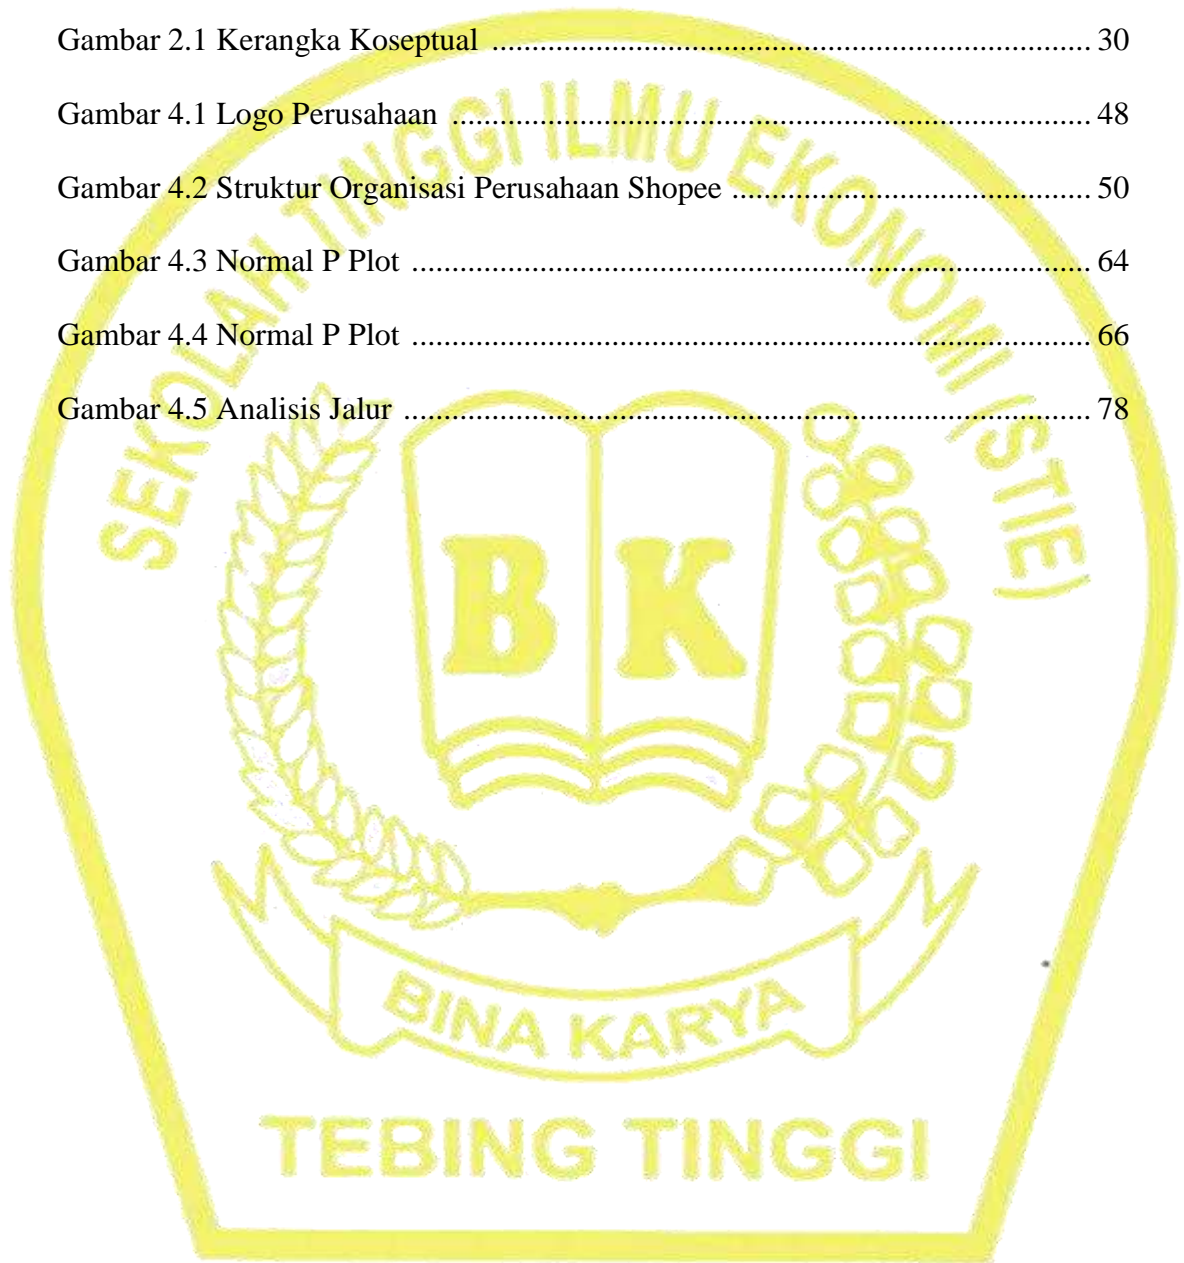 Gambar 2.1 Kerangka Koseptual ........................................................................... 30
Gambar 4.1 Logo Perusahaan ................................................................................ 48
Gambar 4.2 Struktur Organisasi Perusahaan Shopee ............................................. 50
Gambar 4.3 Normal P Plot ..................................................................................... 64
Gambar 4.4 Normal P Plot ..................................................................................... 66
Gambar 4.5 Analisis Jalur ...................................................................................... 78
SEKOLAH TINGGI ILMU EKONOMI (STIE)
B K
BINA KARYA
TEBING TINGGI